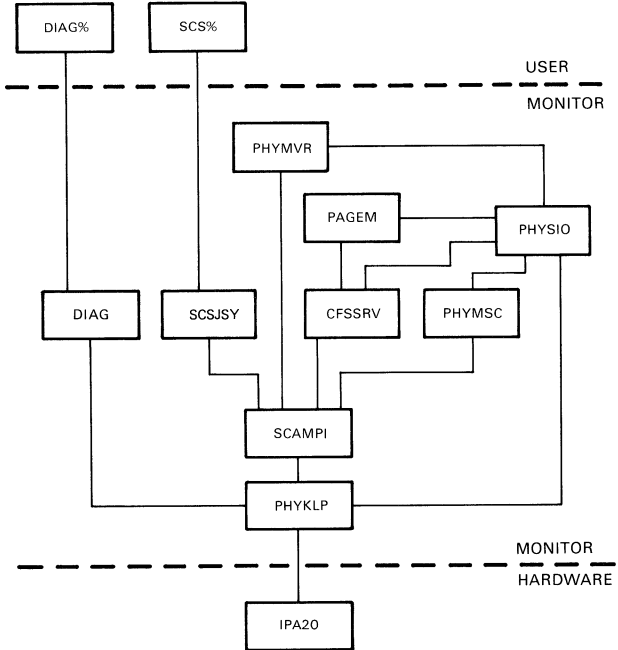 DIAG%
SCS%
USER
MONITOR
PHYMVR
PAGEM
PHYSIO
DIAG
SCSJSY
CFSSRV
PHYMSC
SCAMPI
PHYKLP
MONITOR
HARDWARE
IPA20